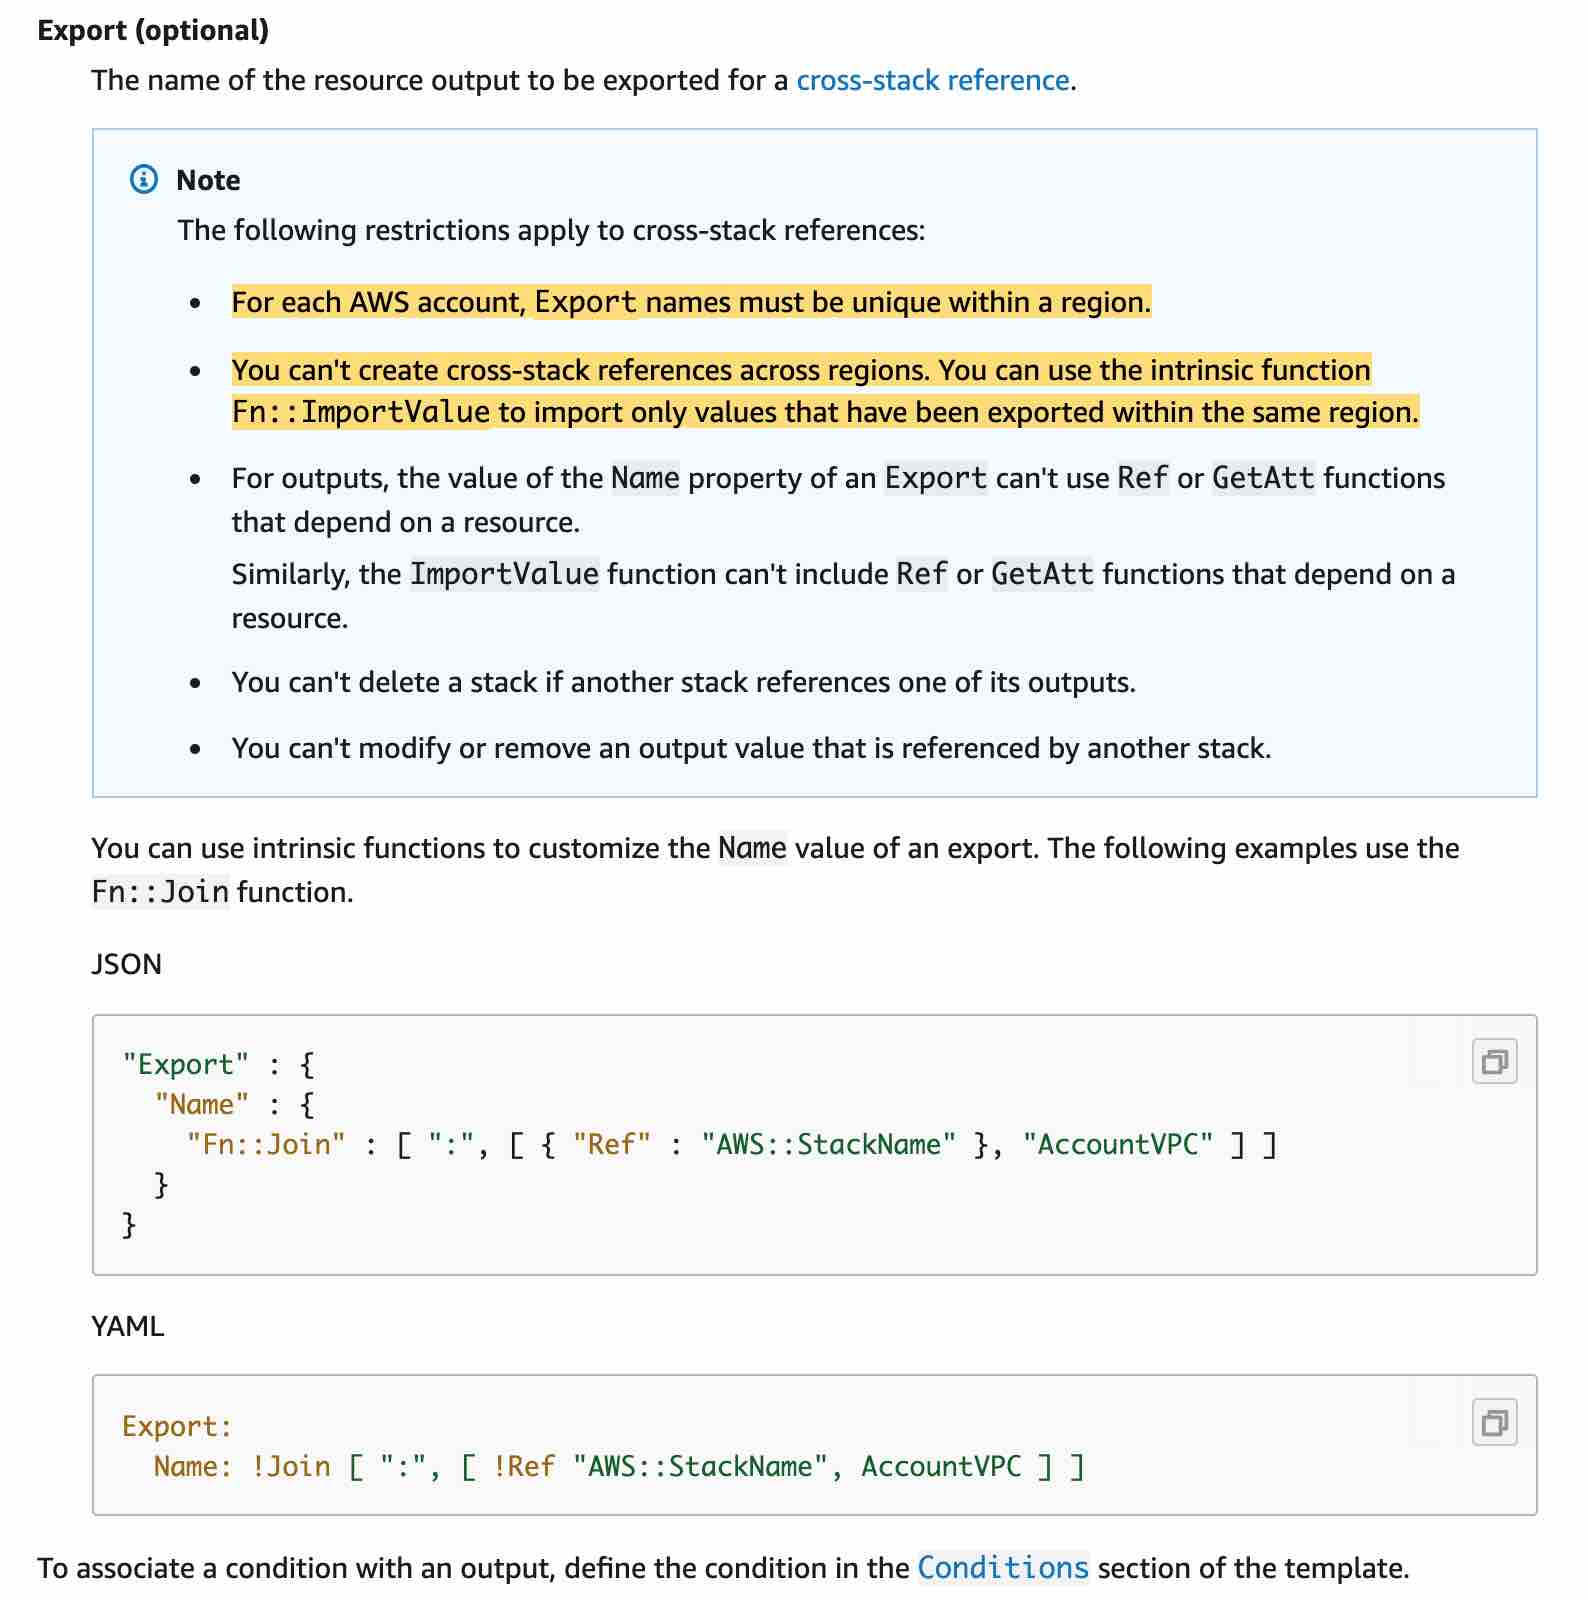 Export (optional)
The name of the resource output to be exported for a cross-stack reference.
Note
The following restrictions apply to cross-stack references:
• For each AWS account, Export names must be unique within a region.
• You can't create cross-stack references across regions. You can use the intrinsic function
Fn::ImportValue to import only values that have been exported within the same region.
• For outputs, the value of the Name property of an Export can't use Ref or GetAtt functions
that depend on a resource.
Similarly, the ImportValue function can't include Ref or GetAtt functions that depend on a
resource.
• You can't delete a stack if another stack references one of its outputs.
• You can't modify or remove an output value that is referenced by another stack.
You can use intrinsic functions to customize the Name value of an export. The following examples use the
Fn::Join function.
JSON
"Export" : {
  "Name" : {
    "Fn::Join" : [ ":", [ { "Ref" : "AWS::StackName" }, "AccountVPC" ] ]
  }
}
YAML
Export:
  Name: !Join [ ":", [ !Ref "AWS::StackName", AccountVPC ] ]
To associate a condition with an output, define the condition in the Conditions section of the template.